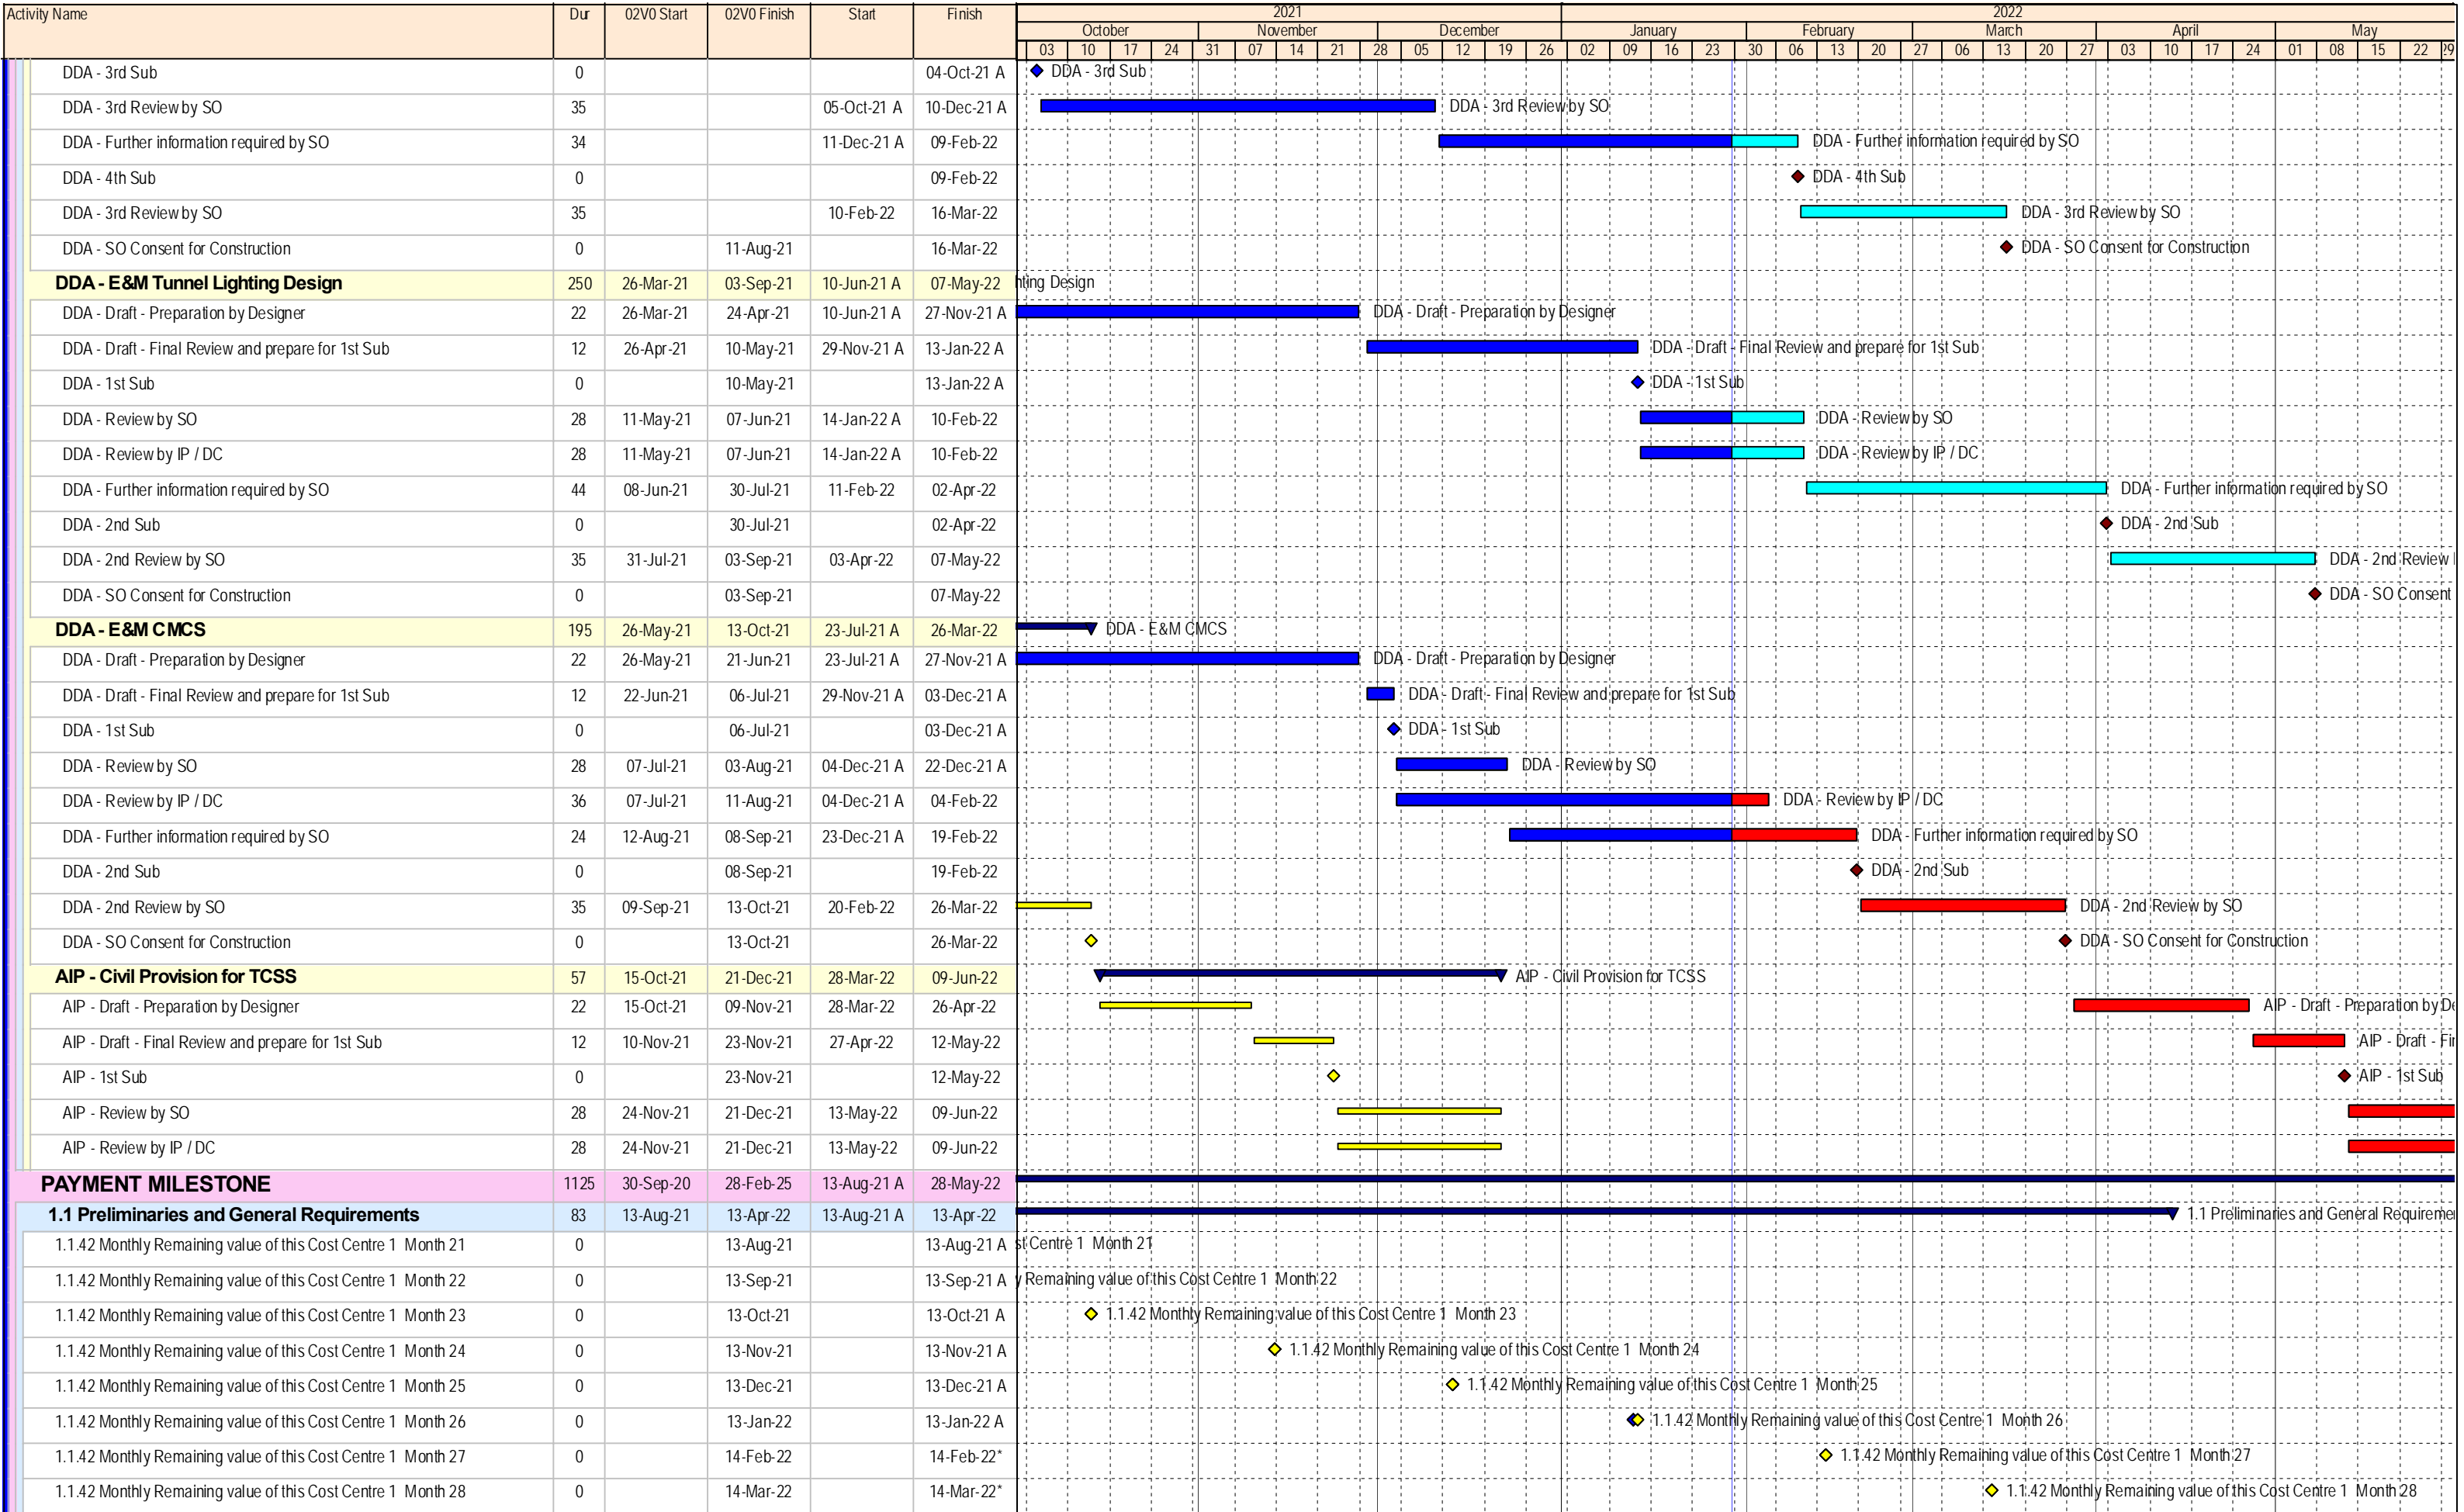 Activity Name Dur 02V0 Start 02V0 Finish Start Finish 2021 2022
October November December January February March April May
03 10 17 24 31 07 14 21 28 05 12 19 26 02 09 16 23 30 06 13 20 27 06 13 20 27 03 10 17 24 01 08 15 22 29
DDA - 3rd Sub 0 04-Oct-21 A DDA - 3rd Sub
DDA - 3rd Review by SO 35 05-Oct-21 A 10-Dec-21 A DDA - 3rd Review by SO
DDA - Further information required by SO 34 11-Dec-21 A 09-Feb-22 DDA - Further information required by SO
DDA - 4th Sub 0 09-Feb-22 DDA - 4th Sub
DDA - 3rd Review by SO 35 10-Feb-22 16-Mar-22 DDA - 3rd Review by SO
DDA - SO Consent for Construction 0 11-Aug-21 16-Mar-22 DDA - SO Consent for Construction
DDA - E&M Tunnel Lighting Design 250 26-Mar-21 03-Sep-21 10-Jun-21 A 07-May-22 hting Design
DDA - Draft - Preparation by Designer 22 26-Mar-21 24-Apr-21 10-Jun-21 A 27-Nov-21 A DDA - Draft - Preparation by Designer
DDA - Draft - Final Review and prepare for 1st Sub 12 26-Apr-21 10-May-21 29-Nov-21 A 13-Jan-22 A DDA - Draft - Final Review and prepare for 1st Sub
DDA - 1st Sub 0 10-May-21 13-Jan-22 A DDA - 1st Sub
DDA - Review by SO 28 11-May-21 07-Jun-21 14-Jan-22 A 10-Feb-22 DDA - Review by SO
DDA - Review by IP / DC 28 11-May-21 07-Jun-21 14-Jan-22 A 10-Feb-22 DDA - Review by IP / DC
DDA - Further information required by SO 44 08-Jun-21 30-Jul-21 11-Feb-22 02-Apr-22 DDA - Further information required by SO
DDA - 2nd Sub 0 30-Jul-21 02-Apr-22 DDA - 2nd Sub
DDA - 2nd Review by SO 35 31-Jul-21 03-Sep-21 03-Apr-22 07-May-22 DDA - 2nd Review
DDA - SO Consent for Construction 0 03-Sep-21 07-May-22 DDA - SO Consent
DDA - E&M CMCS 195 26-May-21 13-Oct-21 23-Jul-21 A 26-Mar-22 DDA - E&M CMCS
DDA - Draft - Preparation by Designer 22 26-May-21 21-Jun-21 23-Jul-21 A 27-Nov-21 A DDA - Draft - Preparation by Designer
DDA - Draft - Final Review and prepare for 1st Sub 12 22-Jun-21 06-Jul-21 29-Nov-21 A 03-Dec-21 A DDA - Draft - Final Review and prepare for 1st Sub
DDA - 1st Sub 0 06-Jul-21 03-Dec-21 A DDA - 1st Sub
DDA - Review by SO 28 07-Jul-21 03-Aug-21 04-Dec-21 A 22-Dec-21 A DDA - Review by SO
DDA - Review by IP / DC 36 07-Jul-21 11-Aug-21 04-Dec-21 A 04-Feb-22 DDA - Review by IP / DC
DDA - Further information required by SO 24 12-Aug-21 08-Sep-21 23-Dec-21 A 19-Feb-22 DDA - Further information required by SO
DDA - 2nd Sub 0 08-Sep-21 19-Feb-22 DDA - 2nd Sub
DDA - 2nd Review by SO 35 09-Sep-21 13-Oct-21 20-Feb-22 26-Mar-22 DDA - 2nd Review by SO
DDA - SO Consent for Construction 0 13-Oct-21 26-Mar-22 DDA - SO Consent for Construction
AIP - Civil Provision for TCSS 57 15-Oct-21 21-Dec-21 28-Mar-22 09-Jun-22 AIP - Civil Provision for TCSS
AIP - Draft - Preparation by Designer 22 15-Oct-21 09-Nov-21 28-Mar-22 26-Apr-22 AIP - Draft - Preparation by De
AIP - Draft - Final Review and prepare for 1st Sub 12 10-Nov-21 23-Nov-21 27-Apr-22 12-May-22 AIP - Draft - Fin
AIP - 1st Sub 0 23-Nov-21 12-May-22 AIP - 1st Sub
AIP - Review by SO 28 24-Nov-21 21-Dec-21 13-May-22 09-Jun-22
AIP - Review by IP / DC 28 24-Nov-21 21-Dec-21 13-May-22 09-Jun-22
PAYMENT MILESTONE 1125 30-Sep-20 28-Feb-25 13-Aug-21 A 28-May-22
1.1 Preliminaries and General Requirements 83 13-Aug-21 13-Apr-22 13-Aug-21 A 13-Apr-22 1.1 Preliminaries and General Requireme
1.1.42 Monthly Remaining value of this Cost Centre 1 Month 21 0 13-Aug-21 13-Aug-21 A st Centre 1 Month 21
1.1.42 Monthly Remaining value of this Cost Centre 1 Month 22 0 13-Sep-21 13-Sep-21 A y Remaining value of this Cost Centre 1 Month 22
1.1.42 Monthly Remaining value of this Cost Centre 1 Month 23 0 13-Oct-21 13-Oct-21 A 1.1.42 Monthly Remaining value of this Cost Centre 1 Month 23
1.1.42 Monthly Remaining value of this Cost Centre 1 Month 24 0 13-Nov-21 13-Nov-21 A 1.1.42 Monthly Remaining value of this Cost Centre 1 Month 24
1.1.42 Monthly Remaining value of this Cost Centre 1 Month 25 0 13-Dec-21 13-Dec-21 A 1.1.42 Monthly Remaining value of this Cost Centre 1 Month 25
1.1.42 Monthly Remaining value of this Cost Centre 1 Month 26 0 13-Jan-22 13-Jan-22 A 1.1.42 Monthly Remaining value of this Cost Centre 1 Month 26
1.1.42 Monthly Remaining value of this Cost Centre 1 Month 27 0 14-Feb-22 14-Feb-22* 1.1.42 Monthly Remaining value of this Cost Centre 1 Month 27
1.1.42 Monthly Remaining value of this Cost Centre 1 Month 28 0 14-Mar-22 14-Mar-22* 1.1.42 Monthly Remaining value of this Cost Centre 1 Month 28